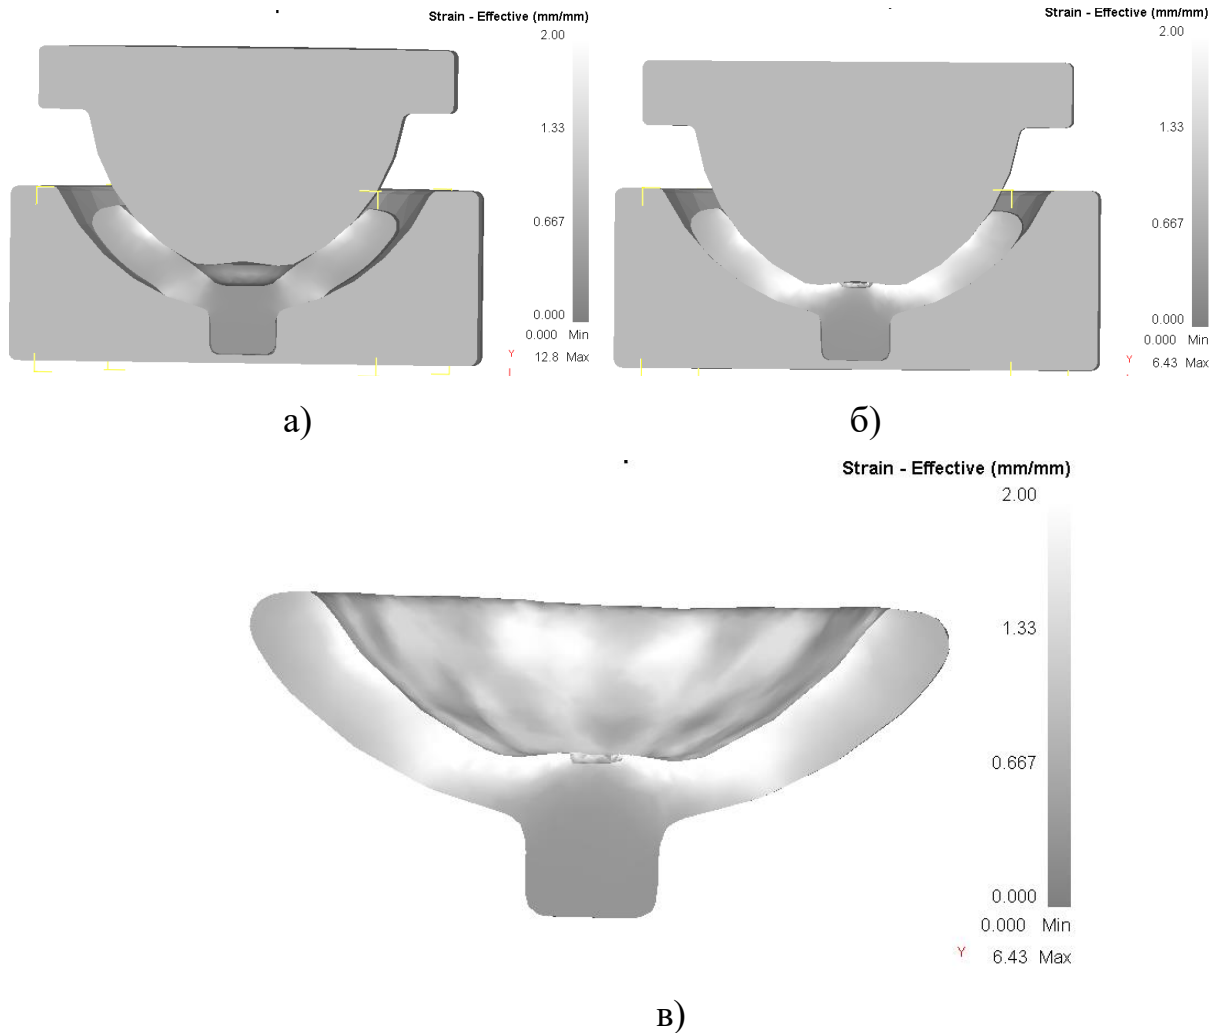 Strain - Effective (mm/mm)
2.00
1.33
0.667
0.000
0.000 Min
Y
12.8 Max
а)
Strain - Effective (mm/mm)
2.00
1.33
0.667
0.000
0.000 Min
Y
6.43 Max
б)
Strain - Effective (mm/mm)
2.00
1.33
0.667
0.000
0.000 Min
Y
6.43 Max
в)